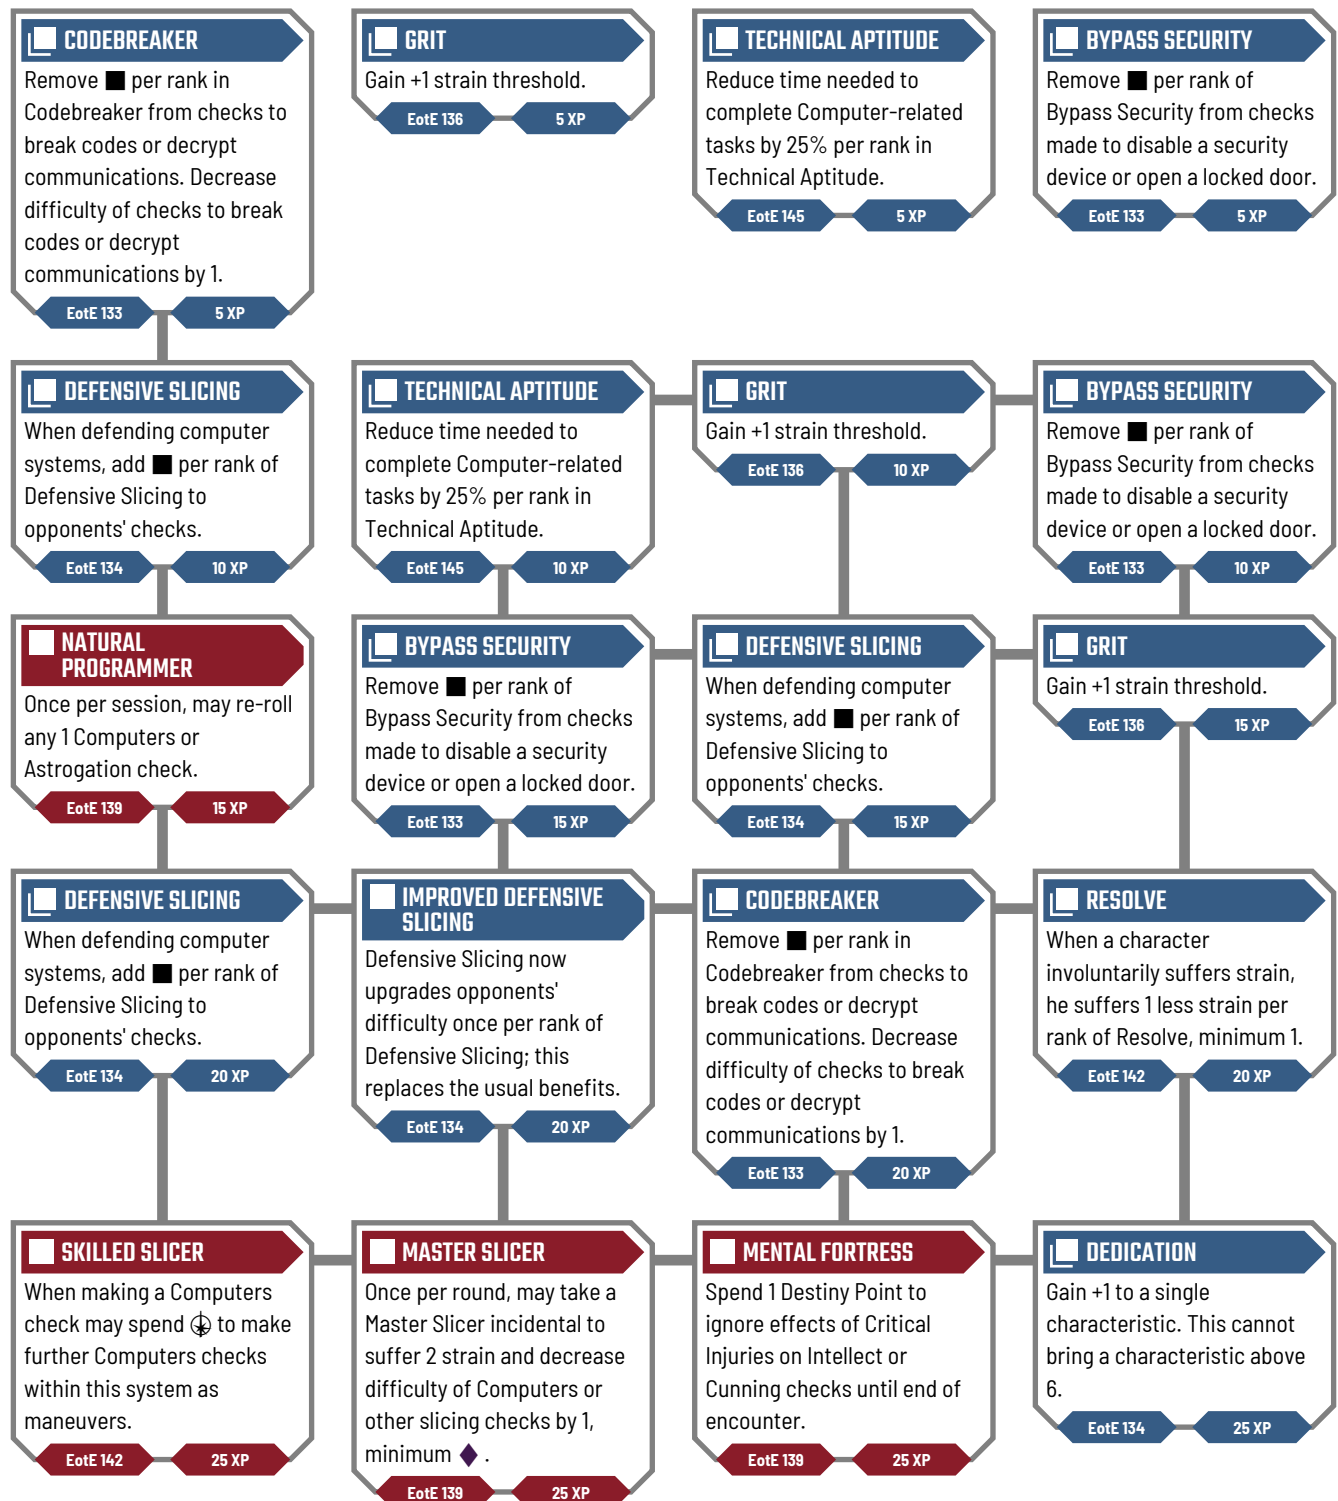 CODEBREAKER
Remove ■ per rank in
Codebreaker from checks to
break codes or decrypt
communications. Decrease
difficulty of checks to break
codes or decrypt
communications by 1.
EotE 133 5 XP
GRIT
Gain +1 strain threshold.
EotE 136 5 XP
TECHNICAL APTITUDE
Reduce time needed to
complete Computer-related
tasks by 25% per rank in
Technical Aptitude.
EotE 145 5 XP
BYPASS SECURITY
Remove ■ per rank of
Bypass Security from checks
made to disable a security
device or open a locked door.
EotE 133 5 XP
DEFENSIVE SLICING
When defending computer
systems, add ■ per rank of
Defensive Slicing to
opponents' checks.
EotE 134 10 XP
TECHNICAL APTITUDE
Reduce time needed to
complete Computer-related
tasks by 25% per rank in
Technical Aptitude.
EotE 145 10 XP
GRIT
Gain +1 strain threshold.
EotE 136 10 XP
BYPASS SECURITY
Remove ■ per rank of
Bypass Security from checks
made to disable a security
device or open a locked door.
EotE 133 10 XP
NATURAL
PROGRAMMER
Once per session, may re-roll
any 1 Computers or
Astrogation check.
EotE 139 15 XP
BYPASS SECURITY
Remove ■ per rank of
Bypass Security from checks
made to disable a security
device or open a locked door.
EotE 133 15 XP
DEFENSIVE SLICING
When defending computer
systems, add ■ per rank of
Defensive Slicing to
opponents' checks.
EotE 134 15 XP
GRIT
Gain +1 strain threshold.
EotE 136 15 XP
DEFENSIVE SLICING
When defending computer
systems, add ■ per rank of
Defensive Slicing to
opponents' checks.
EotE 134 20 XP
IMPROVED DEFENSIVE
SLICING
Defensive Slicing now
upgrades opponents'
difficulty once per rank of
Defensive Slicing; this
replaces the usual benefits.
EotE 134 20 XP
CODEBREAKER
Remove ■ per rank in
Codebreaker from checks to
break codes or decrypt
communications. Decrease
difficulty of checks to break
codes or decrypt
communications by 1.
EotE 133 20 XP
RESOLVE
When a character
involuntarily suffers strain,
he suffers 1 less strain per
rank of Resolve, minimum 1.
EotE 142 20 XP
SKILLED SLICER
When making a Computers
check may spend to make
further Computers checks
within this system as
maneuvers.
EotE 142 25 XP
MASTER SLICER
Once per round, may take a
Master Slicer incidental to
suffer 2 strain and decrease
difficulty of Computers or
other slicing checks by 1,
minimum ♦ .
EotE 139 25 XP
MENTAL FORTRESS
Spend 1 Destiny Point to
ignore effects of Critical
Injuries on Intellect or
Cunning checks until end of
encounter.
EotE 139 25 XP
DEDICATION
Gain +1 to a single
characteristic. This cannot
bring a characteristic above
6.
EotE 134 25 XP